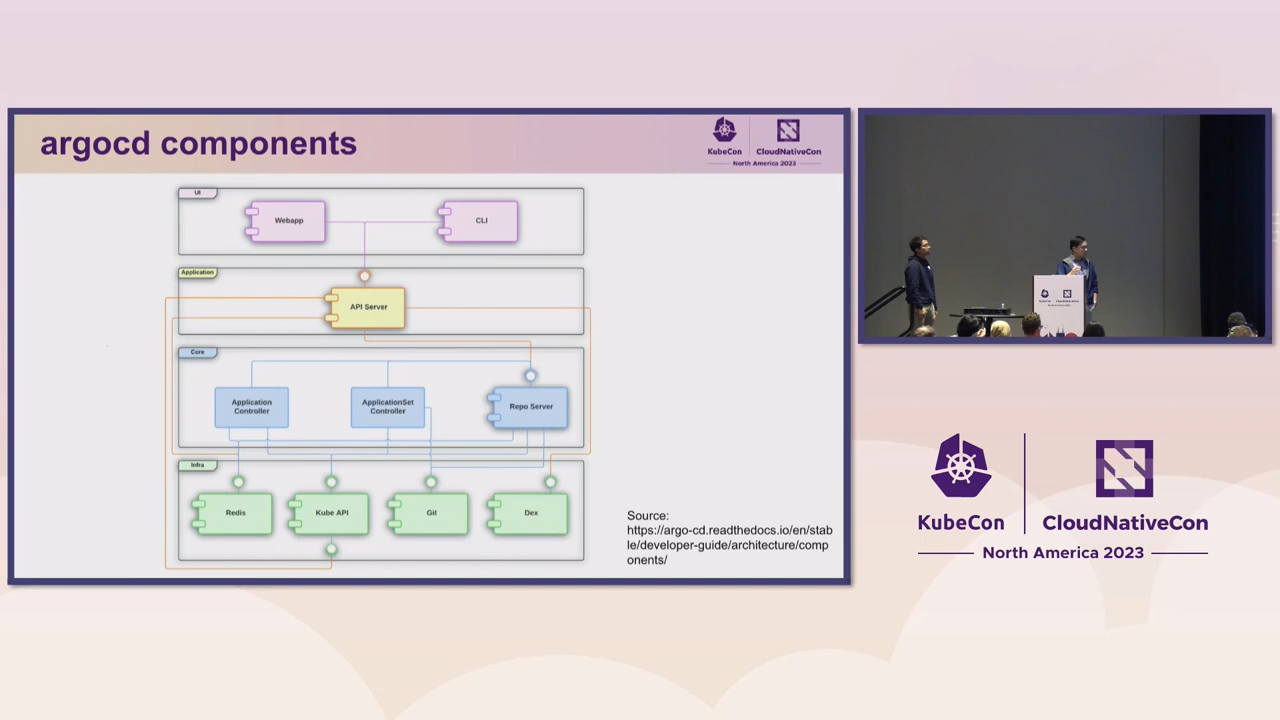 argocd components
KubeCon
CloudNativeCon
North America 2023
UI
Webapp
CLI
Application
API Server
Core
Application
Controller
ApplicationSet
Controller
Repo Server
Infra
Redis
Kube API
Git
Dex
Source:
https://argo-cd.readthedocs.io/en/stab
le/developer-guide/architecture/comp
onents/
KubeCon
CloudNativeCon
North America 2023